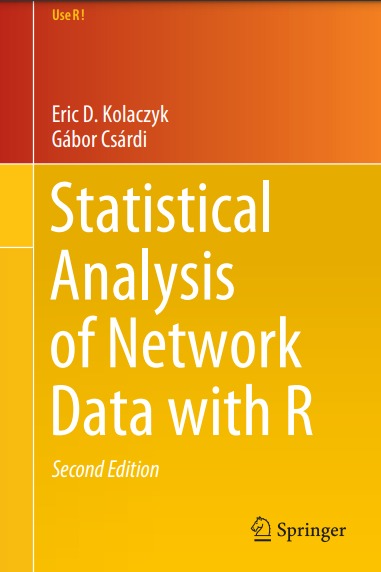 Use R!
Eric D. Kolaczyk
Gábor Csárdi
Statistical
Analysis
of Network
Data with R
Second Edition
Springer